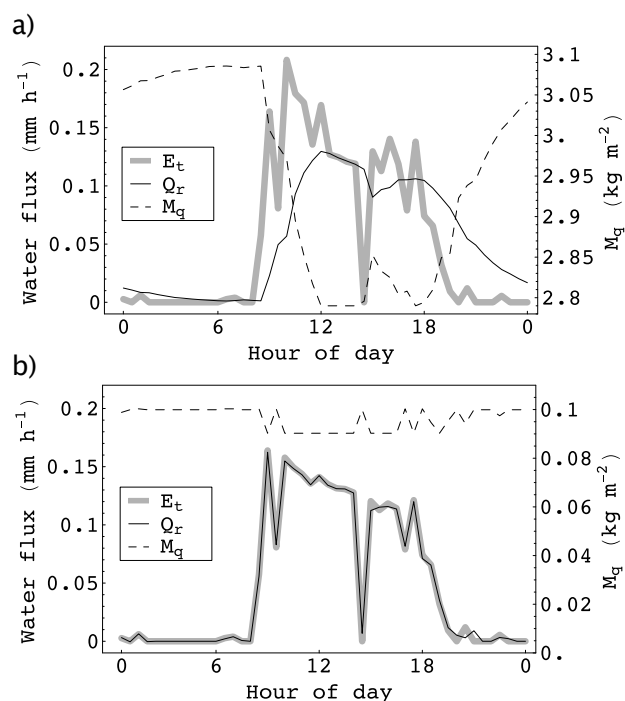 a)
Water flux (mm h⁻¹)
0.2
0.15
0.1
0.05
0
E_t
Q_r
M_q
3.1
3.05
3.0
2.95
2.9
2.85
2.8
M_q (kg m⁻²)
0 6 12 18 0
Hour of day
b)
Water flux (mm h⁻¹)
0.2
0.15
0.1
0.05
0
E_t
Q_r
M_q
0.1
0.08
0.06
0.04
0.02
0.
M_q (kg m⁻²)
0 6 12 18 0
Hour of day